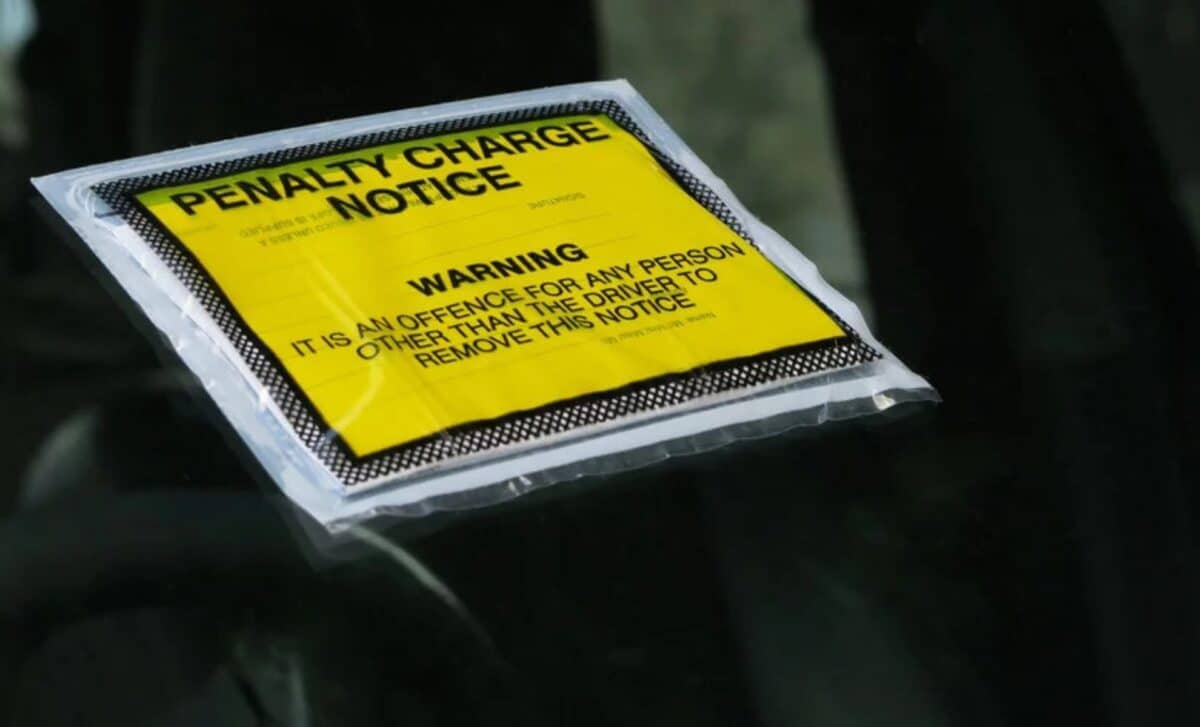 PENALTY CHARGE
NOTICE
WARNING
IT IS AN OFFENCE FOR ANY PERSON
OTHER THAN THE DRIVER TO
REMOVE THIS NOTICE
SIGNATURE